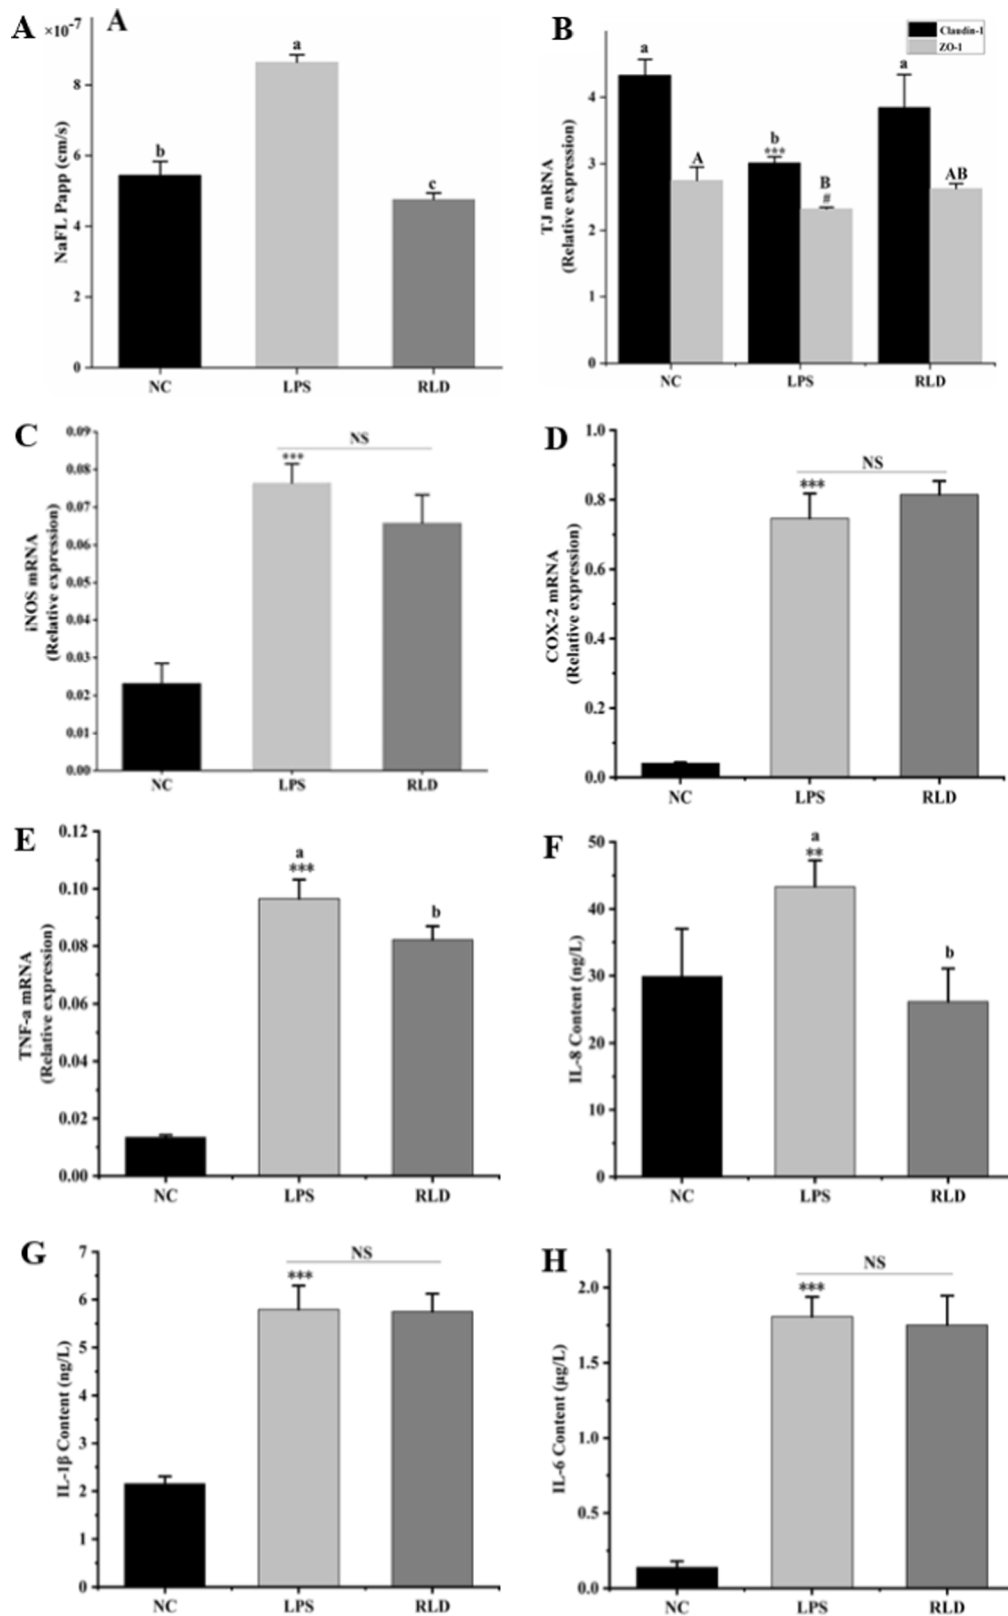 A
×10⁻⁷
A
NaFL Papp (cm/s)
8
6
4
2
0
b
a
c
NC
LPS
RLD
B
Claudin-1
ZO-1
TJ mRNA
(Relative expression)
4
3
2
1
0
a
A
b
***
B
#
a
AB
NC
LPS
RLD
C
iNOS mRNA
(Relative expression)
0.09
0.08
0.07
0.06
0.05
0.04
0.03
0.02
0.01
0.00
NS
***
NC
LPS
RLD
D
COX-2 mRNA
(Relative expression)
1.0
0.8
0.6
0.4
0.2
0.0
NS
***
NC
LPS
RLD
E
TNF-a mRNA
(Relative expression)
0.12
0.10
0.08
0.06
0.04
0.02
0.00
a
***
b
NC
LPS
RLD
F
IL-8 Content (ng/L)
50
40
30
20
10
0
a
**
b
NC
LPS
RLD
G
IL-1β Content (ng/L)
7
6
5
4
3
2
1
0
NS
***
NC
LPS
RLD
H
IL-6 Content (µg/L)
2.0
1.5
1.0
0.5
0.0
NS
***
NC
LPS
RLD